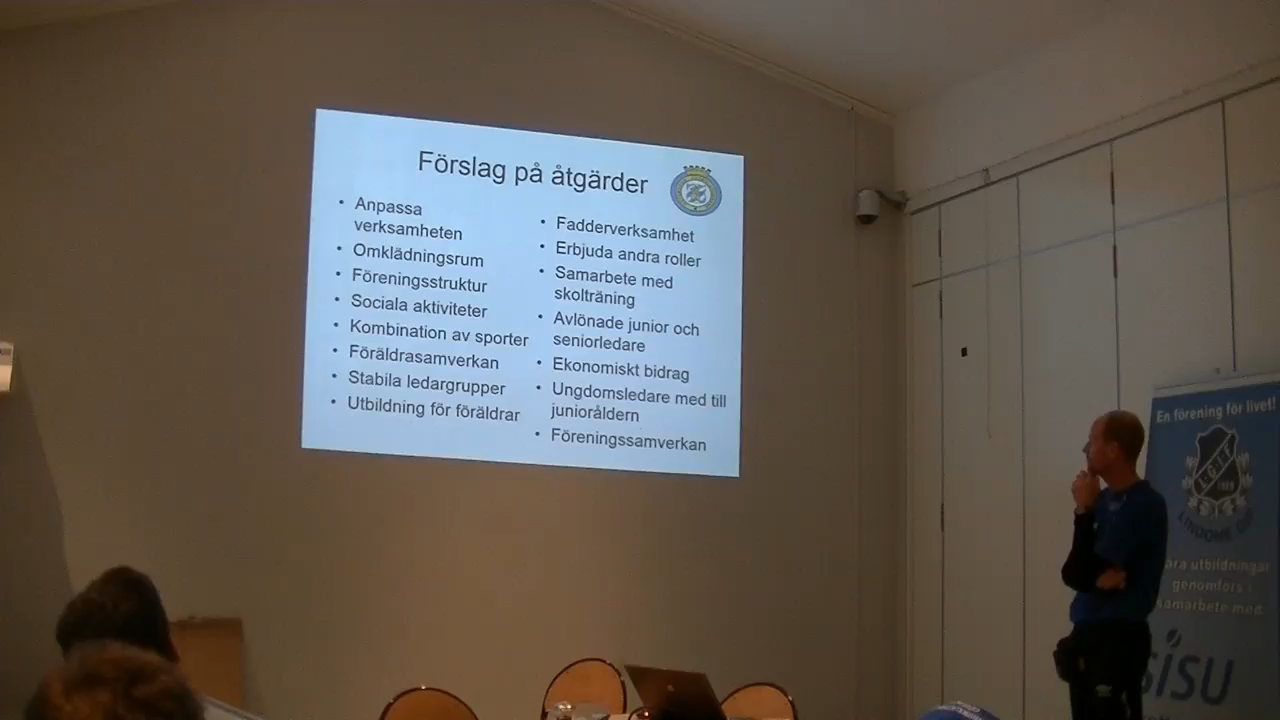 Förslag på åtgärder
• Anpassa
verksamheten
• Omklädningsrum
• Föreningsstruktur
• Sociala aktiviteter
• Kombination av sporter
• Föräldrasamverkan
• Stabila ledargrupper
• Utbildning för föräldrar
• Fadderverksamhet
• Erbjuda andra roller
• Samarbete med
skolträning
• Avlönade junior och
seniorledare
• Ekonomiskt bidrag
• Ungdomsledare med till
junioråldern
• Föreningssamverkan
En förening för livet!
L.G.I.F
LINDOME GIF
utbildningar
genomförs i
samarbete med
SISU